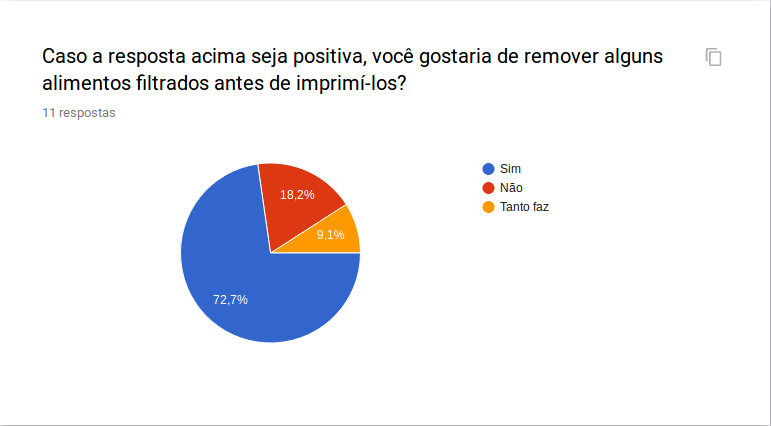 Caso a resposta acima seja positiva, você gostaria de remover alguns
alimentos filtrados antes de imprimí-los?
11 respostas
Sim
Não
Tanto faz
18,2%
9,1%
72,7%